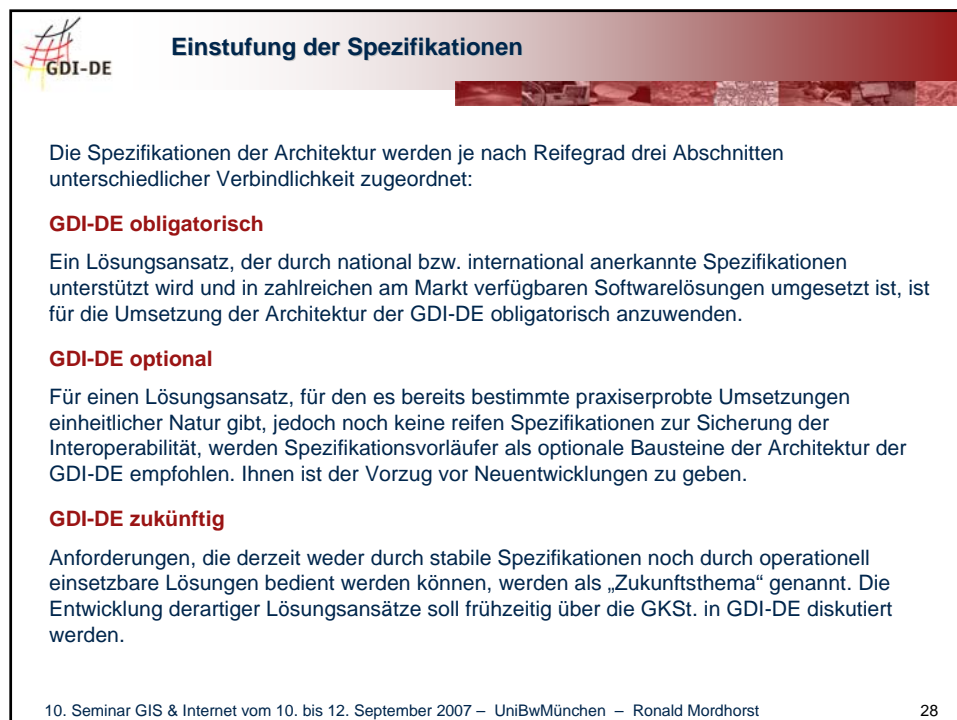 GDI-DE
Einstufung der Spezifikationen
Die Spezifikationen der Architektur werden je nach Reifegrad drei Abschnitten
unterschiedlicher Verbindlichkeit zugeordnet:
GDI-DE obligatorisch
Ein Lösungsansatz, der durch national bzw. international anerkannte Spezifikationen
unterstützt wird und in zahlreichen am Markt verfügbaren Softwarelösungen umgesetzt ist, ist
für die Umsetzung der Architektur der GDI-DE obligatorisch anzuwenden.
GDI-DE optional
Für einen Lösungsansatz, für den es bereits bestimmte praxiserprobte Umsetzungen
einheitlicher Natur gibt, jedoch noch keine reifen Spezifikationen zur Sicherung der
Interoperabilität, werden Spezifikationsvorläufer als optionale Bausteine der Architektur der
GDI-DE empfohlen. Ihnen ist der Vorzug vor Neuentwicklungen zu geben.
GDI-DE zukünftig
Anforderungen, die derzeit weder durch stabile Spezifikationen noch durch operationell
einsetzbare Lösungen bedient werden können, werden als „Zukunftsthema“ genannt. Die
Entwicklung derartiger Lösungsansätze soll frühzeitig über die GKSt. in GDI-DE diskutiert
werden.
10. Seminar GIS & Internet vom 10. bis 12. September 2007 – UniBwMünchen – Ronald Mordhorst 28